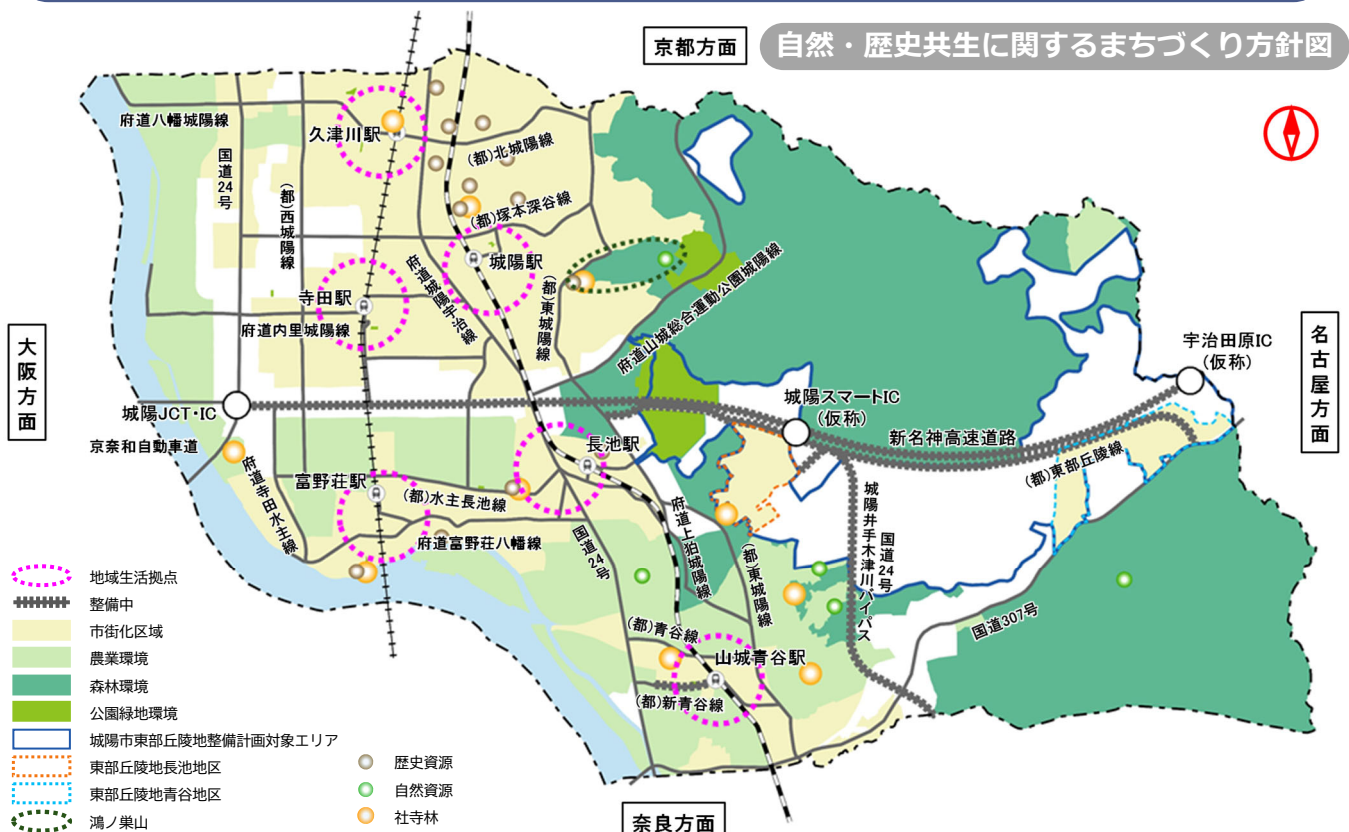 自然・歴史共生に関するまちづくり方針図
京都方面
府道八幡城陽線
久津川駅
国道24号
(都)北城陽線
(都)西城陽線
(都)塚本深谷線
城陽駅
府道城陽宇治線
(都)東城陽線
府道山城総合運動公園城陽線
寺田駅
府道内里城陽線
大阪方面
名古屋方面
宇治田原IC
(仮称)
城陽JCT・IC
城陽スマートIC
(仮称)
新名神高速道路
京奈和自動車道
長池駅
(都)東部丘陵線
府道寺田水主線
富野荘駅
(都)水主長池線
府道富野荘八幡線
国道24号
府道上狛城陽線
(都)東城陽線
国道24号
城陽井手木津川バイパス
国道307号
(都)青谷線
山城青谷駅
(都)新青谷線
地域生活拠点
整備中
市街化区域
農業環境
森林環境
公園緑地環境
城陽市東部丘陵地整備計画対象エリア
東部丘陵地長池地区
東部丘陵地青谷地区
鴻ノ巣山
歴史資源
自然資源
社寺林
奈良方面